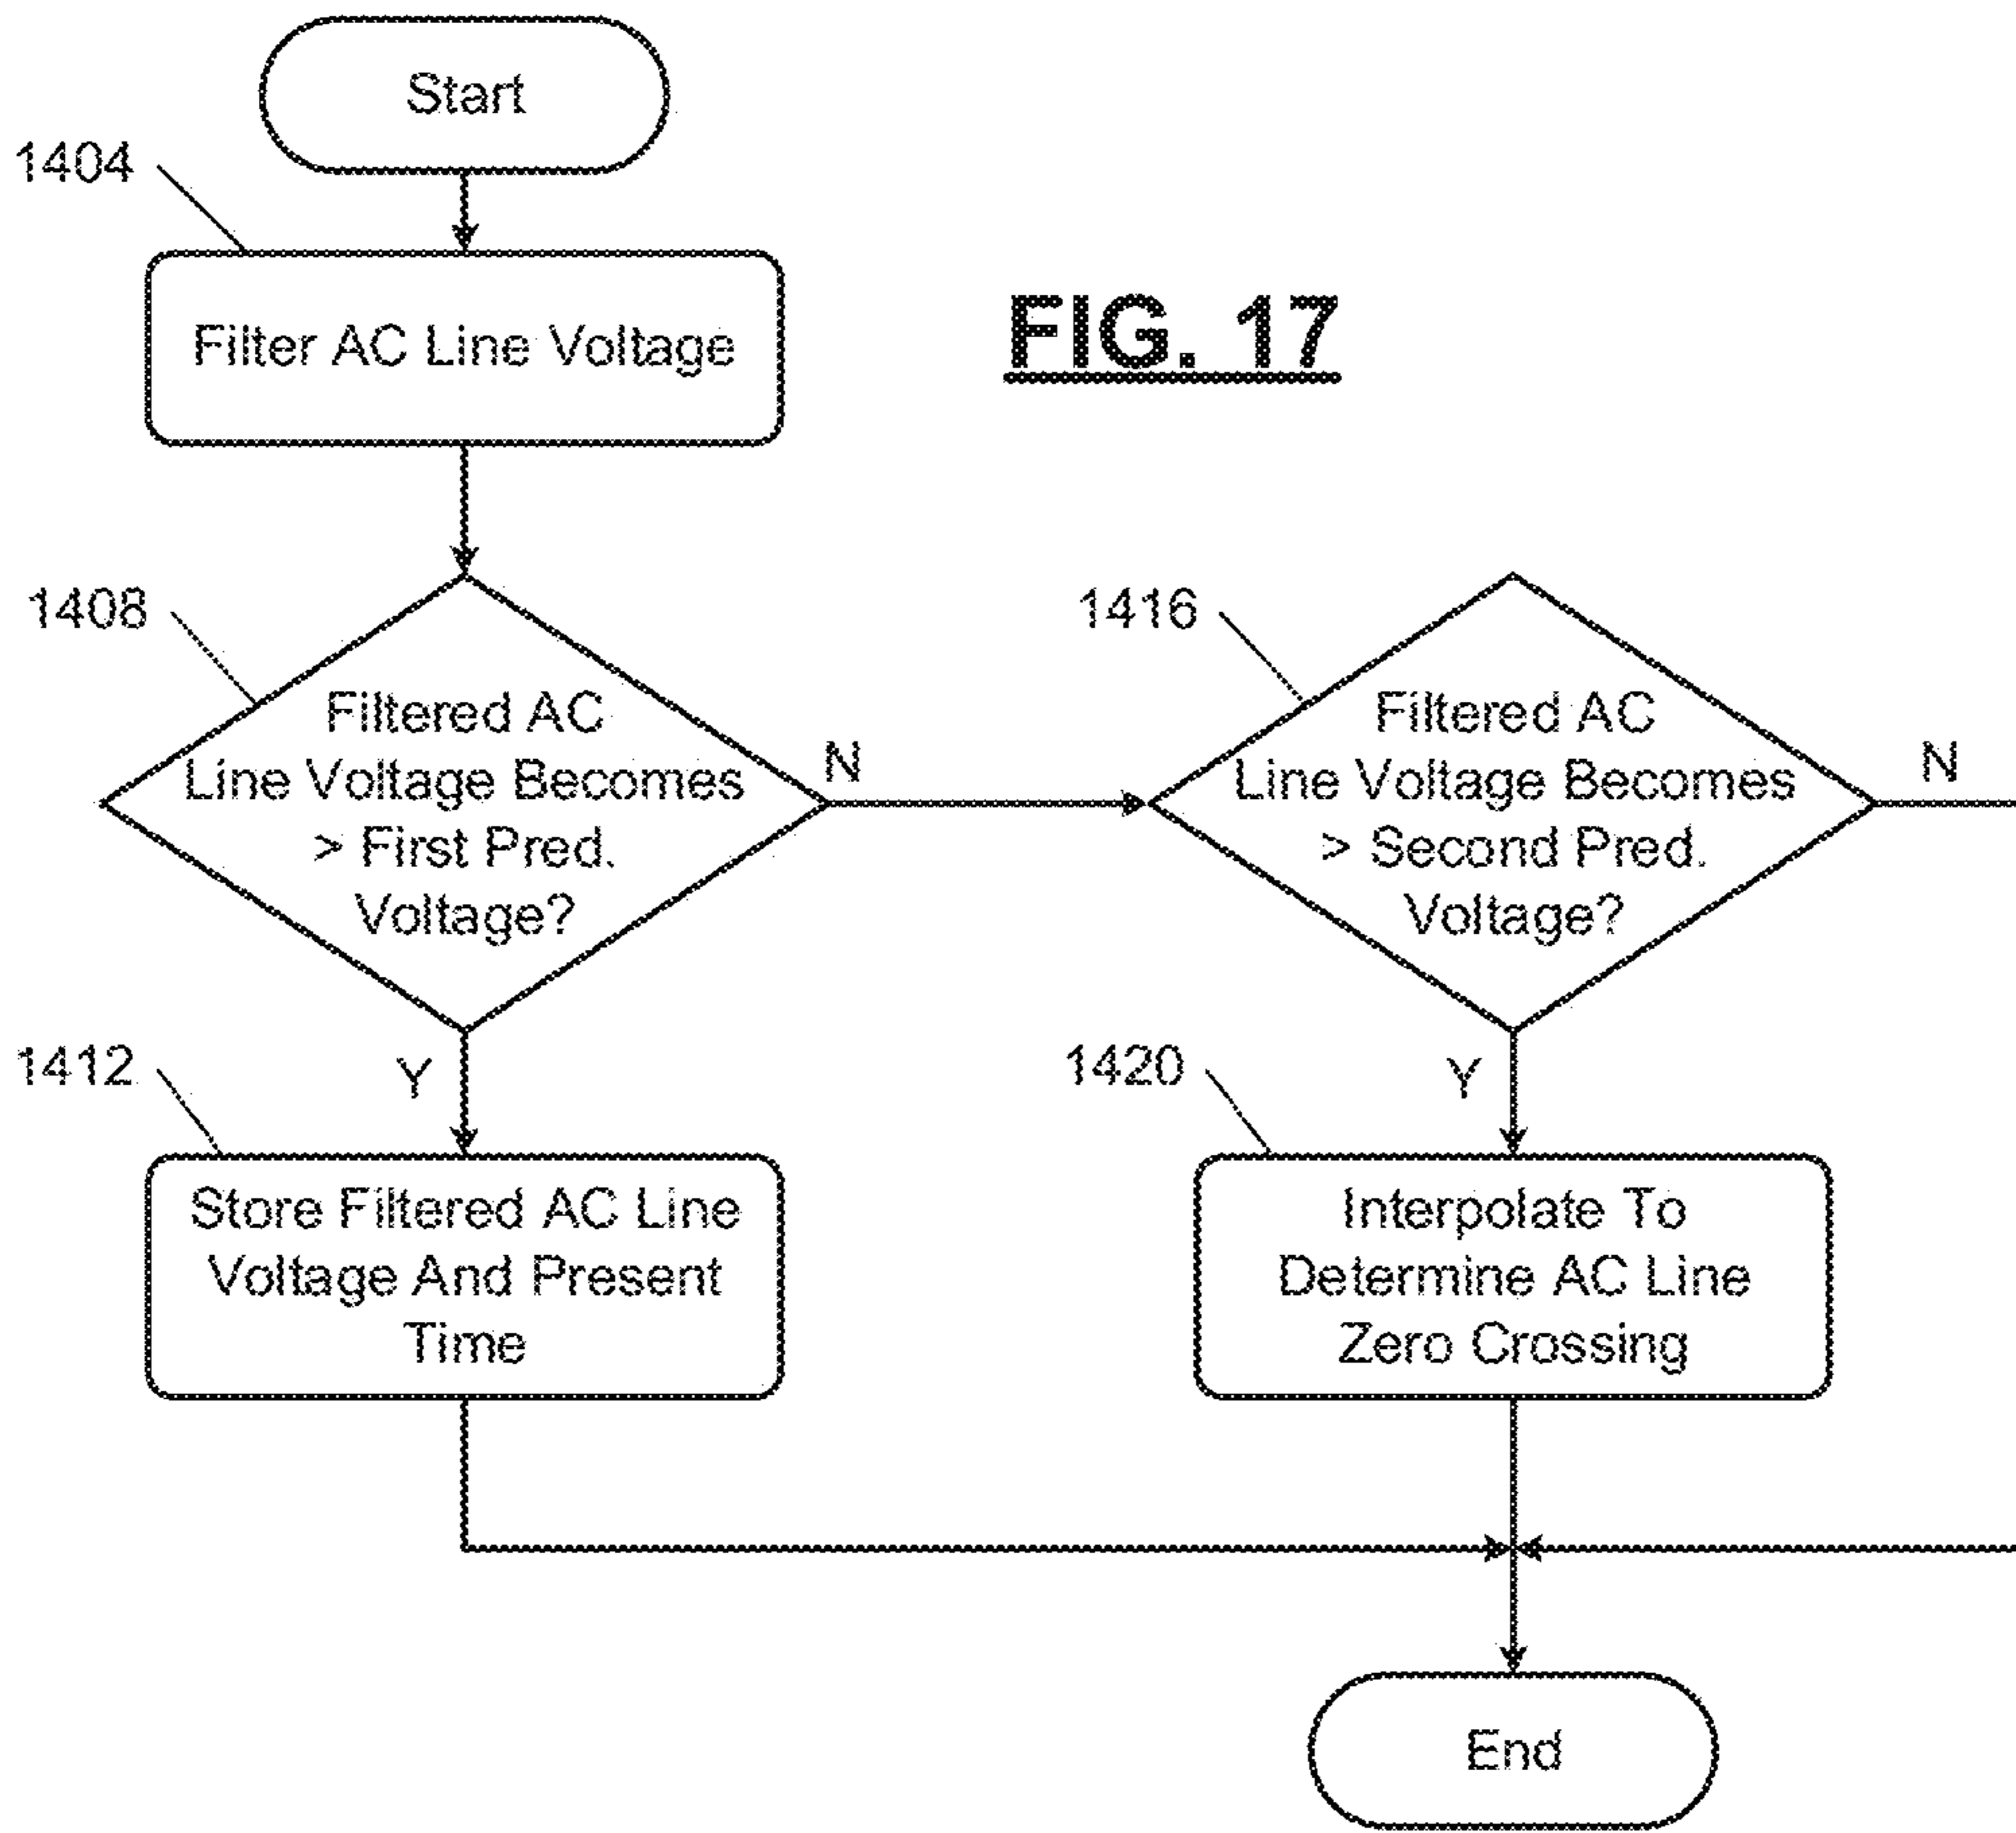 Start
1404
Filter AC Line Voltage
FIG. 17
1408
Filtered AC
Line Voltage Becomes
> First Pred.
Voltage?
N
1416
Filtered AC
Line Voltage Becomes
> Second Pred.
Voltage?
N
Y
1412
Store Filtered AC Line
Voltage And Present
Time
Y
1420
Interpolate To
Determine AC Line
Zero Crossing
End